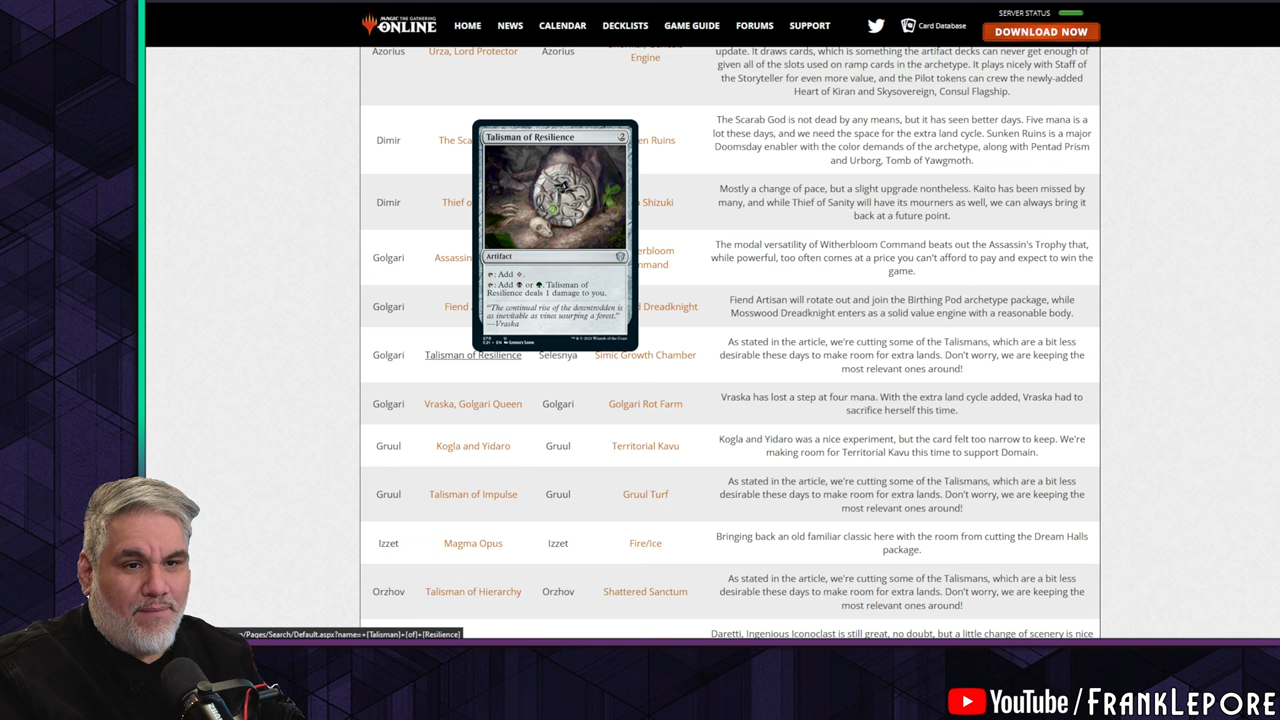 MAGIC THE GATHERING
ONLINE
HOME NEWS CALENDAR DECKLISTS GAME GUIDE FORUMS SUPPORT
Card Database
SERVER STATUS
DOWNLOAD NOW
Azorius Urza, Lord Protector Azorius
Engine
update. It draws cards, which is something the artifact decks can never get enough of
given all of the slots used on ramp cards in the archetype. It plays nicely with Staff of
the Storyteller for even more value, and the Pilot tokens can crew the newly-added
Heart of Kiran and Skysovereign, Consul Flagship.
Dimir The Sca en Ruins
The Scarab God is not dead by any means, but it has seen better days. Five mana is a
lot these days, and we need the space for the extra land cycle. Sunken Ruins is a major
Doomsday enabler with the color demands of the archetype, along with Pentad Prism
and Urborg, Tomb of Yawgmoth.
Dimir Thief o Shizuki
Mostly a change of pace, but a slight upgrade nontheless. Kaito has been missed by
many, and while Thief of Sanity will have its mourners as well, we can always bring it
back at a future point.
Golgari Assassin erbloom
mmand
The modal versatility of Witherbloom Command beats out the Assassin's Trophy that,
while powerful, too often comes at a price you can't afford to pay and expect to win the
game.
Golgari Fiend d Dreadknight
Fiend Artisan will rotate out and join the Birthing Pod archetype package, while
Mosswood Dreadknight enters as a solid value engine with a reasonable body.
Talisman of Resilience 2
Artifact
: Add
: Add or . Talisman of
Resilience deals 1 damage to you.
"The continual rise of the downtrodden is
as inevitable as vines usurping a forest."
—Vraska
Golgari Talisman of Resilience Selesnya Simic Growth Chamber
As stated in the article, we're cutting some of the Talismans, which are a bit less
desirable these days to make room for extra lands. Don't worry, we are keeping the
most relevant ones around!
Golgari Vraska, Golgari Queen Golgari Golgari Rot Farm
Vraska has lost a step at four mana. With the extra land cycle added, Vraska had to
sacrifice herself this time.
Gruul Kogla and Yidaro Gruul Territorial Kavu
Kogla and Yidaro was a nice experiment, but the card felt too narrow to keep. We're
making room for Territorial Kavu this time to support Domain.
Gruul Talisman of Impulse Gruul Gruul Turf
As stated in the article, we're cutting some of the Talismans, which are a bit less
desirable these days to make room for extra lands. Don't worry, we are keeping the
most relevant ones around!
Izzet Magma Opus Izzet Fire/Ice
Bringing back an old familiar classic here with the room from cutting the Dream Halls
package.
Orzhov Talisman of Hierarchy Orzhov Shattered Sanctum
As stated in the article, we're cutting some of the Talismans, which are a bit less
desirable these days to make room for extra lands. Don't worry, we are keeping the
most relevant ones around!
Daretti, Ingenious Iconoclast is still great, no doubt, but a little change of scenery is nice
/Pages/Search/Default.aspx?name=+[Talisman]+[of]+[Resilience]
YouTube/FrankLepore